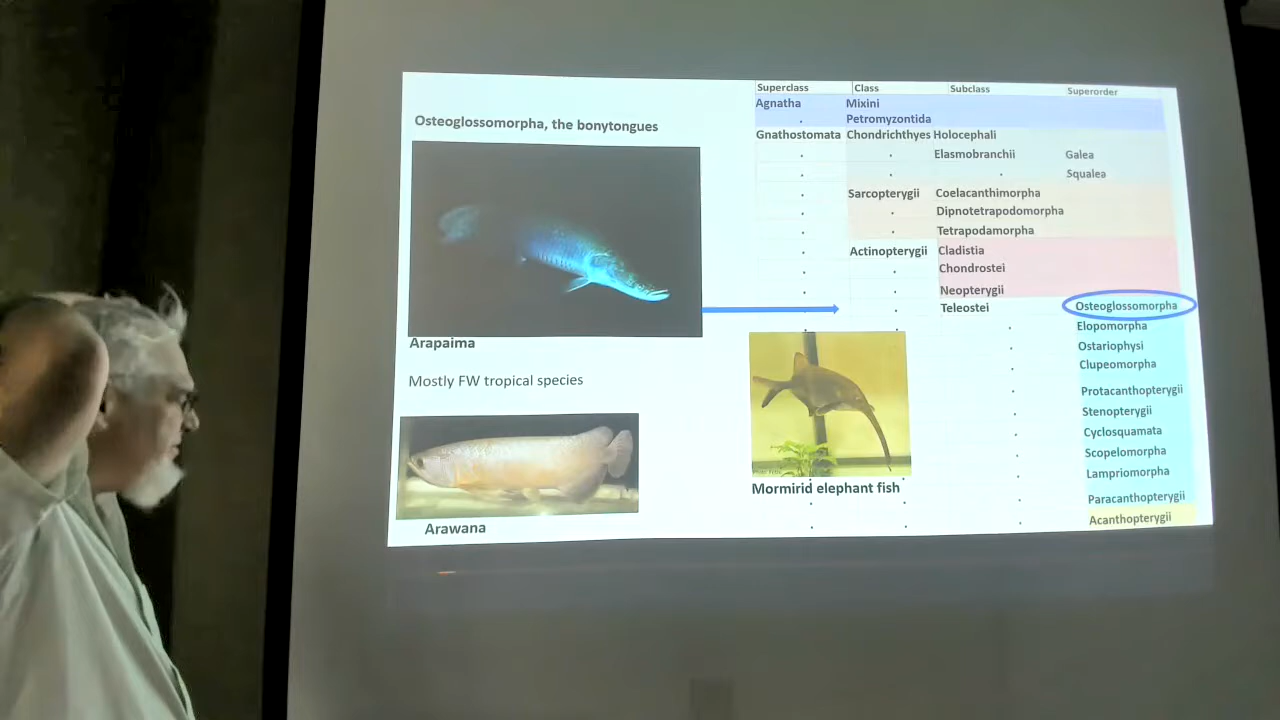 Osteoglossomorpha, the bonytongues
Arapaima
Mostly FW tropical species
Arawana
Mormirid elephant fish
Superclass Class Subclass Superorder
Agnatha Mixini
Petromyzontida
Gnathostomata Chondrichthyes Holocephali
Elasmobranchii Galea
Squalea
Sarcopterygii Coelacanthimorpha
Dipnotetrapodomorpha
Tetrapodamorpha
Actinopterygii Cladistia
Chondrostei
Neopterygii
Teleostei Osteoglossomorpha
Elopomorpha
Ostariophysi
Clupeomorpha
Protacanthopterygii
Stenopterygii
Cyclosquamata
Scopelomorpha
Lampriomorpha
Paracanthopterygii
Acanthopterygii